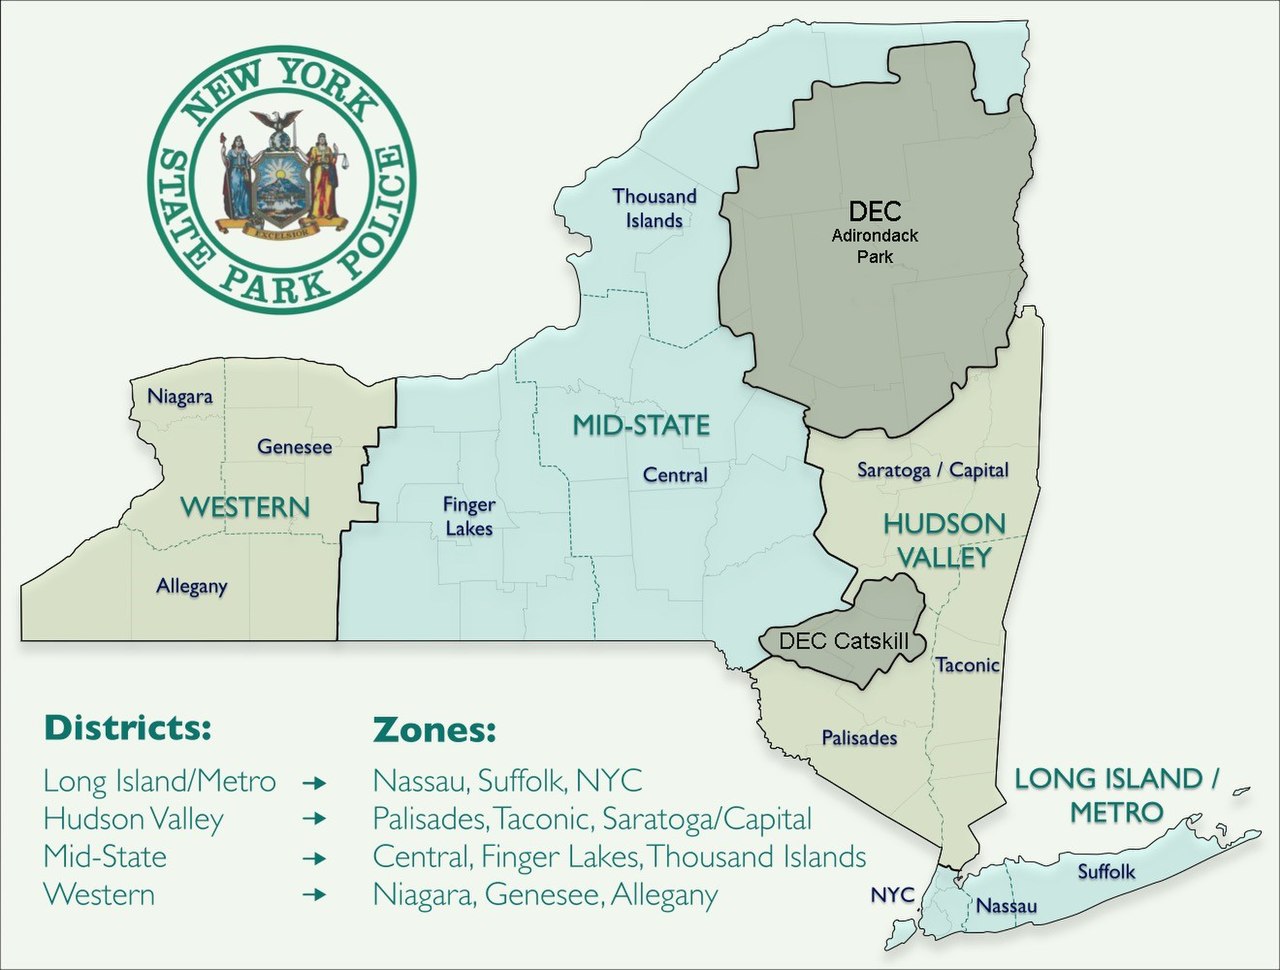 NEW YORK
STATE PARK POLICE
EXCELSIOR
Thousand
Islands
DEC
Adirondack
Park
Niagara
Genesee
WESTERN
Allegany
MID-STATE
Central
Finger
Lakes
Saratoga / Capital
HUDSON
VALLEY
DEC Catskill
Taconic
Palisades
LONG ISLAND /
METRO
Suffolk
NYC
Nassau
Districts:
Zones:
Long Island/Metro → Nassau, Suffolk, NYC
Hudson Valley → Palisades, Taconic, Saratoga/Capital
Mid-State → Central, Finger Lakes, Thousand Islands
Western → Niagara, Genesee, Allegany